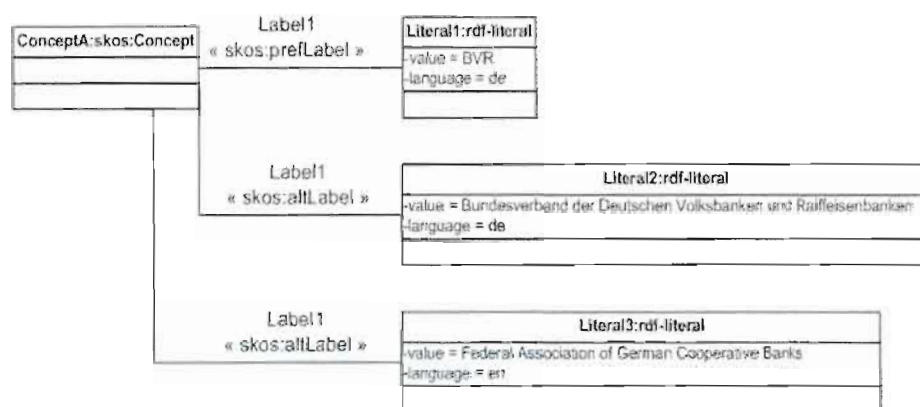 ConceptA:skos:Concept
Label1
« skos:prefLabel »
Literal1:rdf-literal
-value = BVR
-language = de
Label1
« skos:altLabel »
Literal2:rdf-literal
-value = Bundesverband der Deutschen Volksbanken und Raiffeisenbanken
-language = de
Label1
« skos:altLabel »
Literal3:rdf-literal
-value = Federal Association of German Cooperative Banks
-language = en